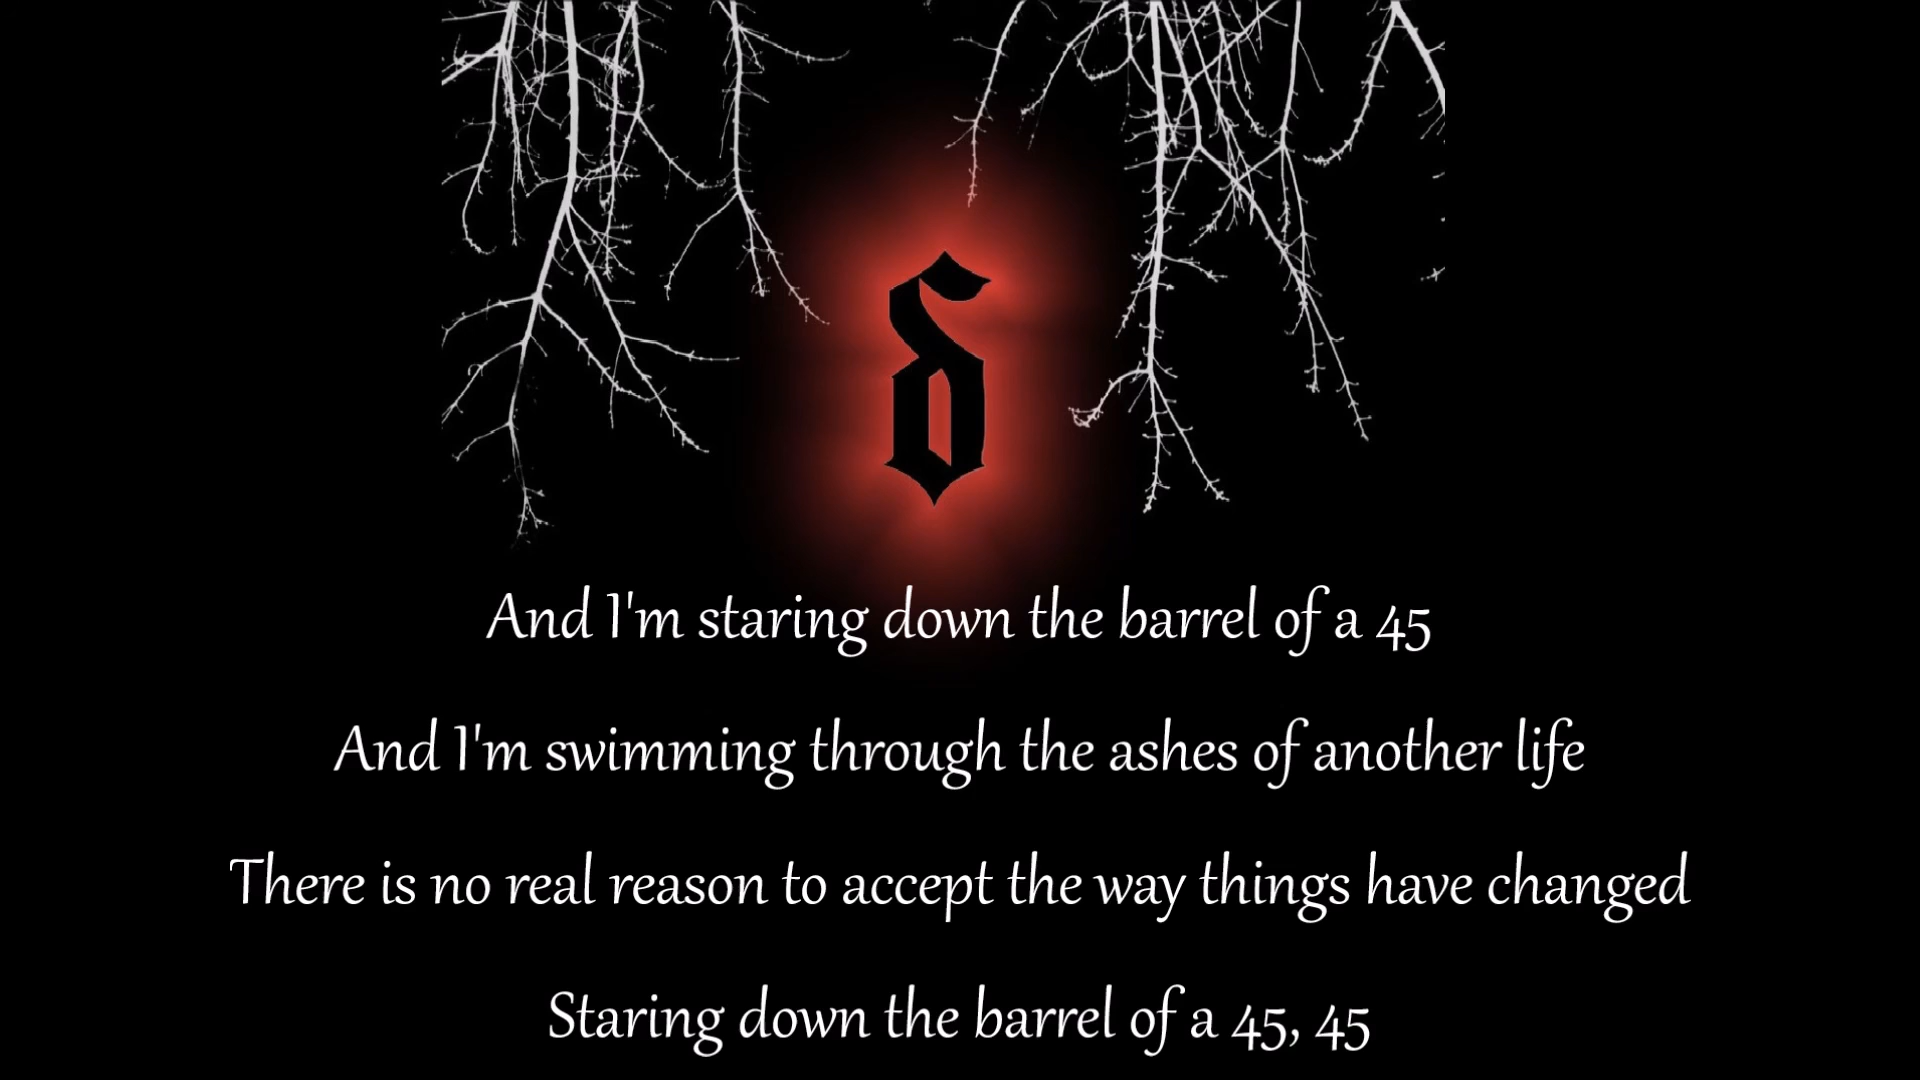 And I'm staring down the barrel of a 45
And I'm swimming through the ashes of another life
There is no real reason to accept the way things have changed
Staring down the barrel of a 45, 45